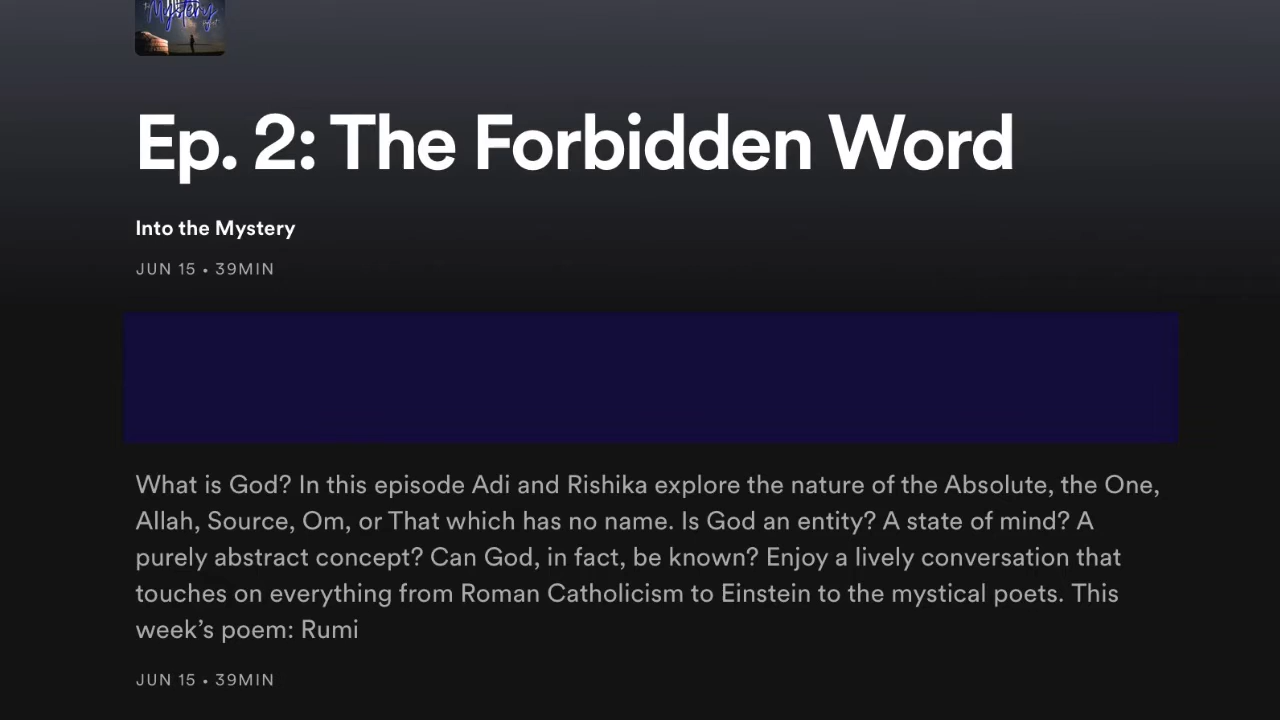 Mystery
Ep. 2: The Forbidden Word
Into the Mystery
JUN 15 • 39MIN
What is God? In this episode Adi and Rishika explore the nature of the Absolute, the One,
Allah, Source, Om, or That which has no name. Is God an entity? A state of mind? A
purely abstract concept? Can God, in fact, be known? Enjoy a lively conversation that
touches on everything from Roman Catholicism to Einstein to the mystical poets. This
week’s poem: Rumi
JUN 15 • 39MIN